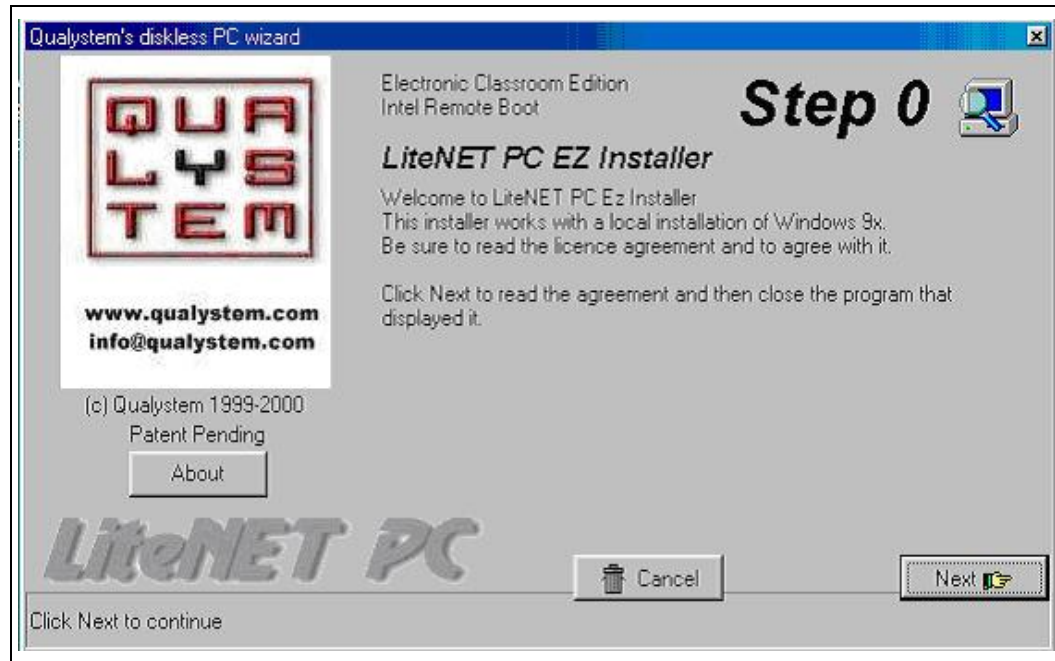 Qualystem's diskless PC wizard
QUA
LYS
TEM
www.qualystem.com
info@qualystem.com
(c) Qualystem 1999-2000
Patent Pending
About
Electronic Classroom Edition
Intel Remote Boot
Step 0
LiteNET PC EZ Installer
Welcome to LiteNET PC Ez Installer
This installer works with a local installation of Windows 9x.
Be sure to read the licence agreement and to agree with it.
Click Next to read the agreement and then close the program that
displayed it.
LiteNET PC
Cancel
Next
Click Next to continue